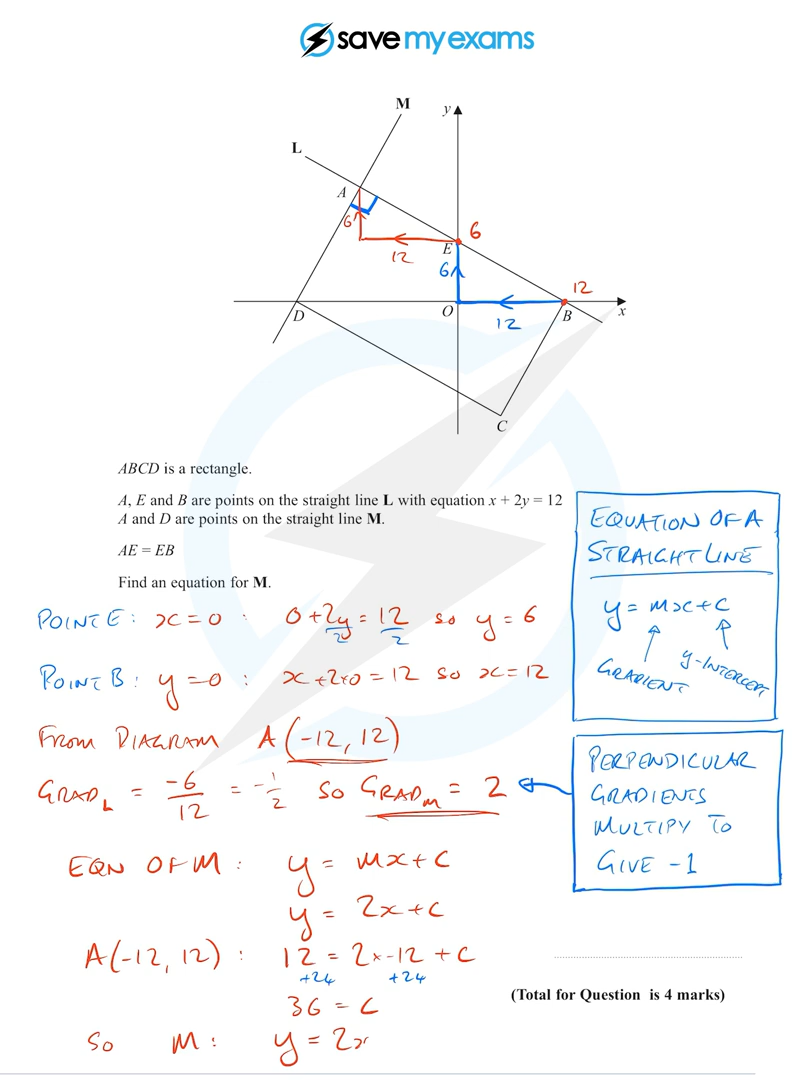 save my exams
M
y
L
A
6
6
E
12
6
12
D
O
12
B
x
C
ABCD is a rectangle.
A, E and B are points on the straight line L with equation x + 2y = 12
A and D are points on the straight line M.
AE = EB
Find an equation for M.
EQUATION OF A
STRAIGHT LINE
y = mx + c
GRADIENT
y-INTERCEPT
POINT E: x = 0 : 0 + 2y = 12 so y = 6
2 2
POINT B: y = 0 : x + 2×0 = 12 so x = 12
FROM DIAGRAM A (-12, 12)
GRAD L = -6/12 = -1/2 so GRAD M = 2
PERPENDICULAR
GRADIENTS
MULTIPY TO
GIVE -1
EQN OF M: y = mx + c
y = 2x + c
A(-12, 12): 12 = 2×-12 + c
+24 +24
36 = c
so M: y = 2x
(Total for Question is 4 marks)